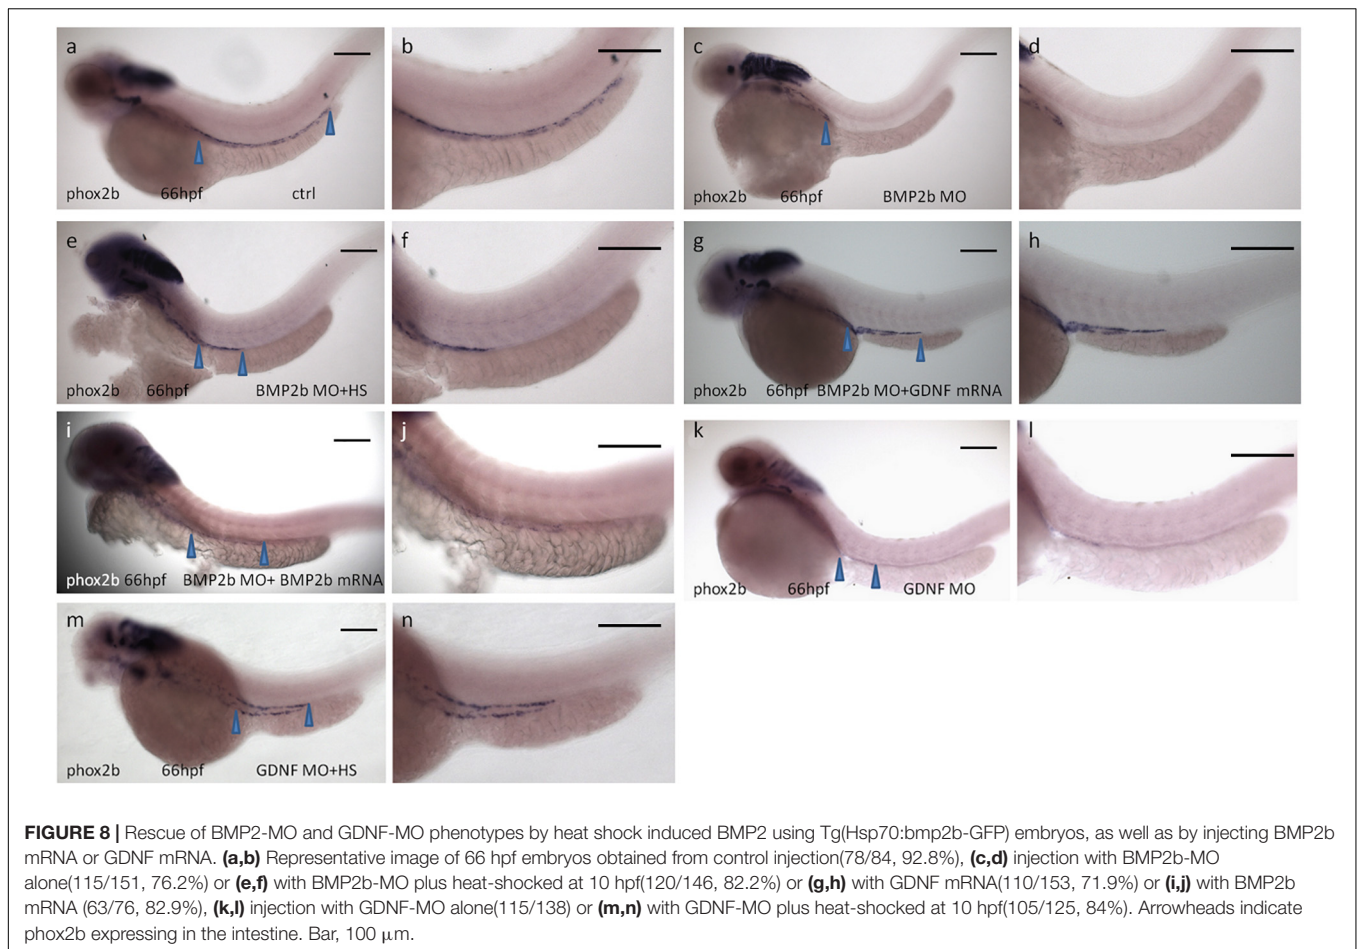 a
b
c
d
phox2b 66hpf ctrl
phox2b 66hpf BMP2b MO
e
f
g
h
phox2b 66hpf BMP2b MO+HS
phox2b 66hpf BMP2b MO+GDNF mRNA
i
j
k
l
phox2b 66hpf BMP2b MO+ BMP2b mRNA
phox2b 66hpf GDNF MO
m
n
phox2b 66hpf GDNF MO+HS
FIGURE 8 | Rescue of BMP2-MO and GDNF-MO phenotypes by heat shock induced BMP2 using Tg(Hsp70:bmp2b-GFP) embryos, as well as by injecting BMP2b
mRNA or GDNF mRNA. (a,b) Representative image of 66 hpf embryos obtained from control injection(78/84, 92.8%), (c,d) injection with BMP2b-MO
alone(115/151, 76.2%) or (e,f) with BMP2b-MO plus heat-shocked at 10 hpf(120/146, 82.2%) or (g,h) with GDNF mRNA(110/153, 71.9%) or (i,j) with BMP2b
mRNA (63/76, 82.9%), (k,l) injection with GDNF-MO alone(115/138) or (m,n) with GDNF-MO plus heat-shocked at 10 hpf(105/125, 84%). Arrowheads indicate
phox2b expressing in the intestine. Bar, 100 μm.